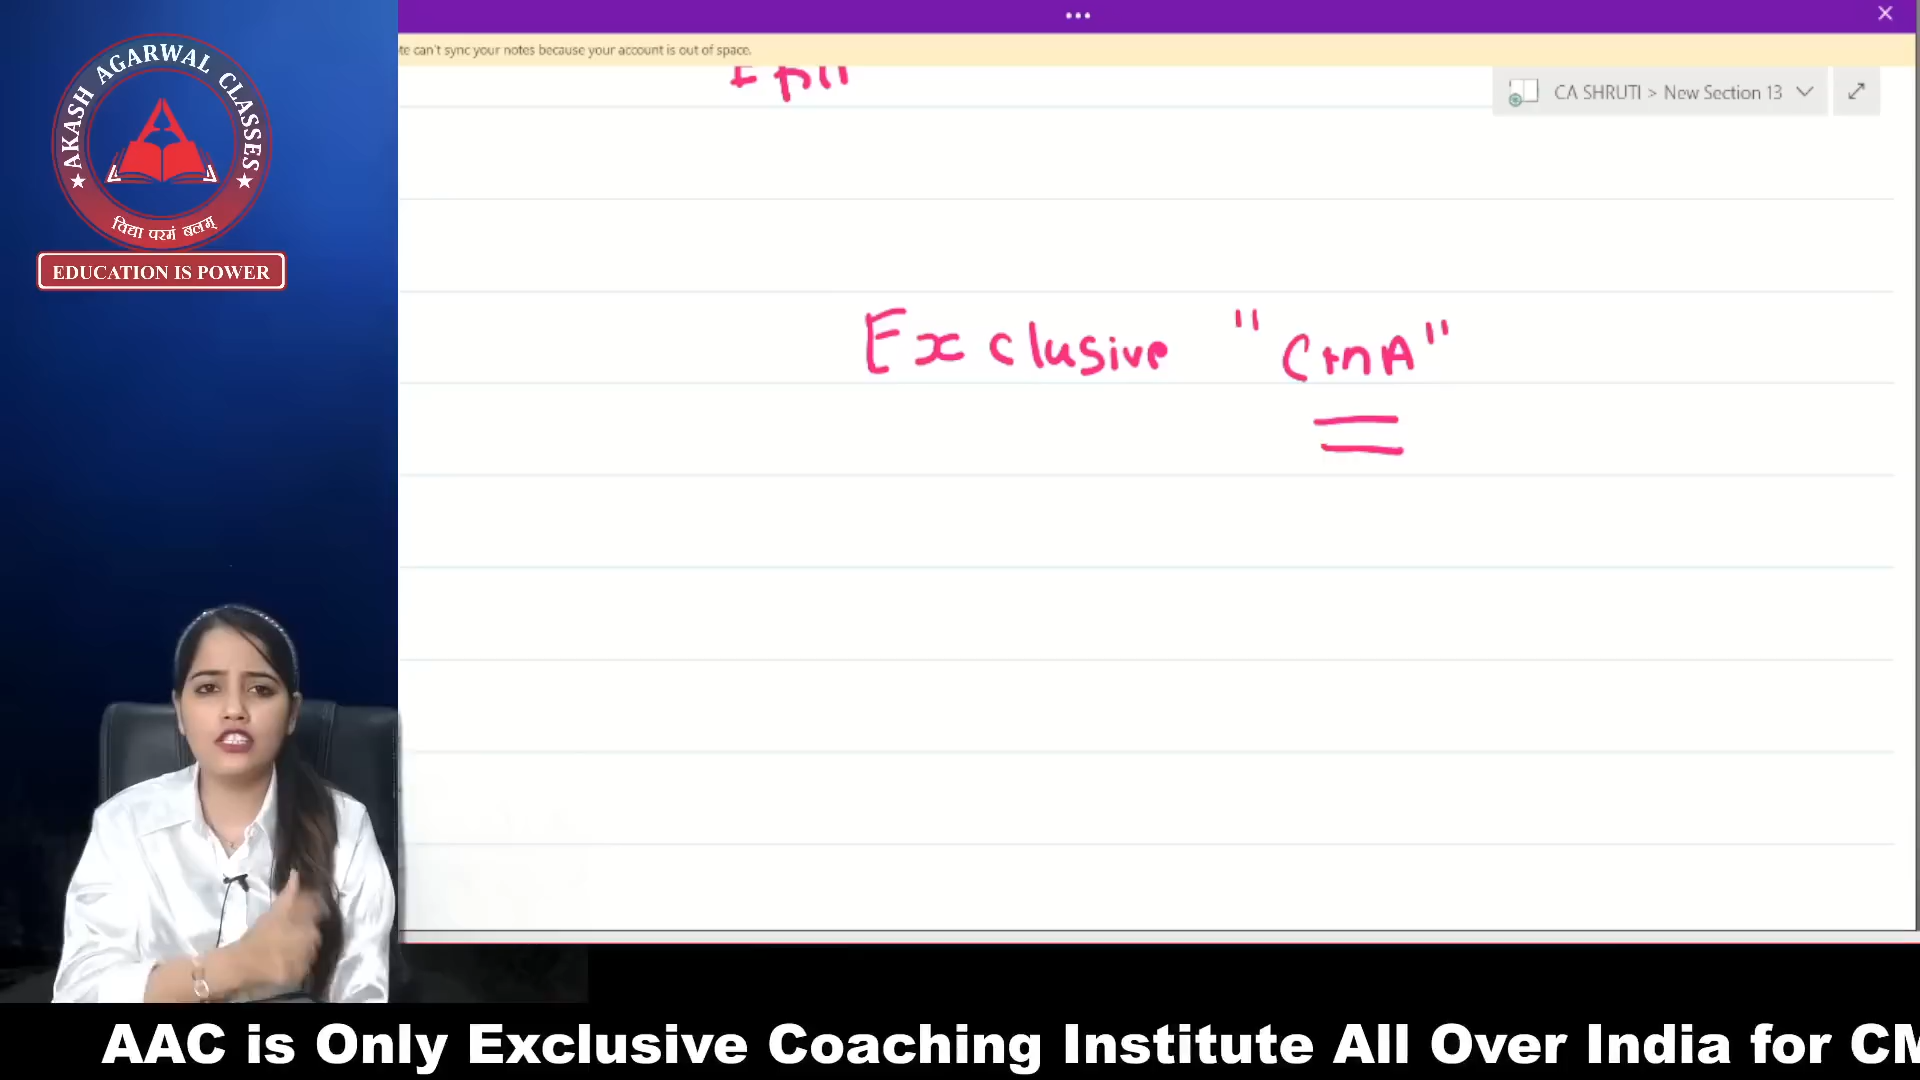 AKASH AGARWAL CLASSES
विद्या परमं बलम्
EDUCATION IS POWER
te can't sync your notes because your account is out of space.
CA SHRUTI > New Section 13
Exclusive "CMA"
AAC is Only Exclusive Coaching Institute All Over India for CM